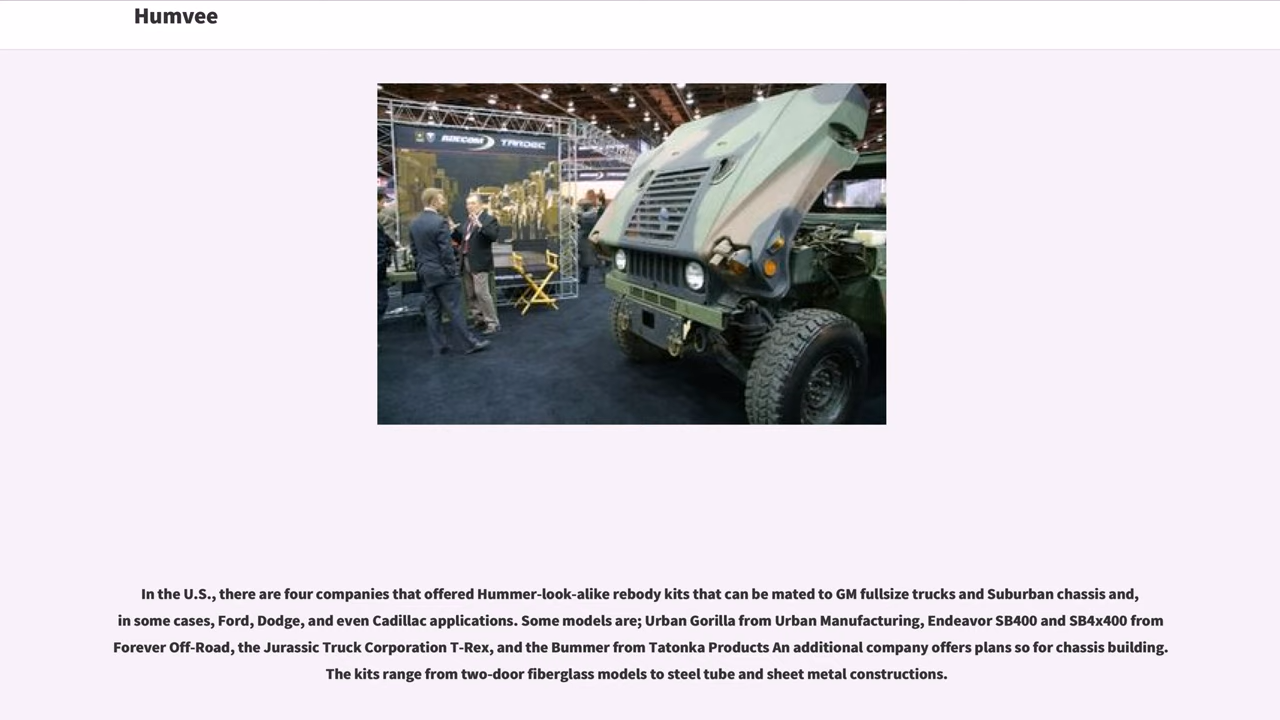 Humvee
RDECOM TARDEC
In the U.S., there are four companies that offered Hummer-look-alike rebody kits that can be mated to GM fullsize trucks and Suburban chassis and,
in some cases, Ford, Dodge, and even Cadillac applications. Some models are; Urban Gorilla from Urban Manufacturing, Endeavor SB400 and SB4x400 from
Forever Off-Road, the Jurassic Truck Corporation T-Rex, and the Bummer from Tatonka Products An additional company offers plans so for chassis building.
The kits range from two-door fiberglass models to steel tube and sheet metal constructions.